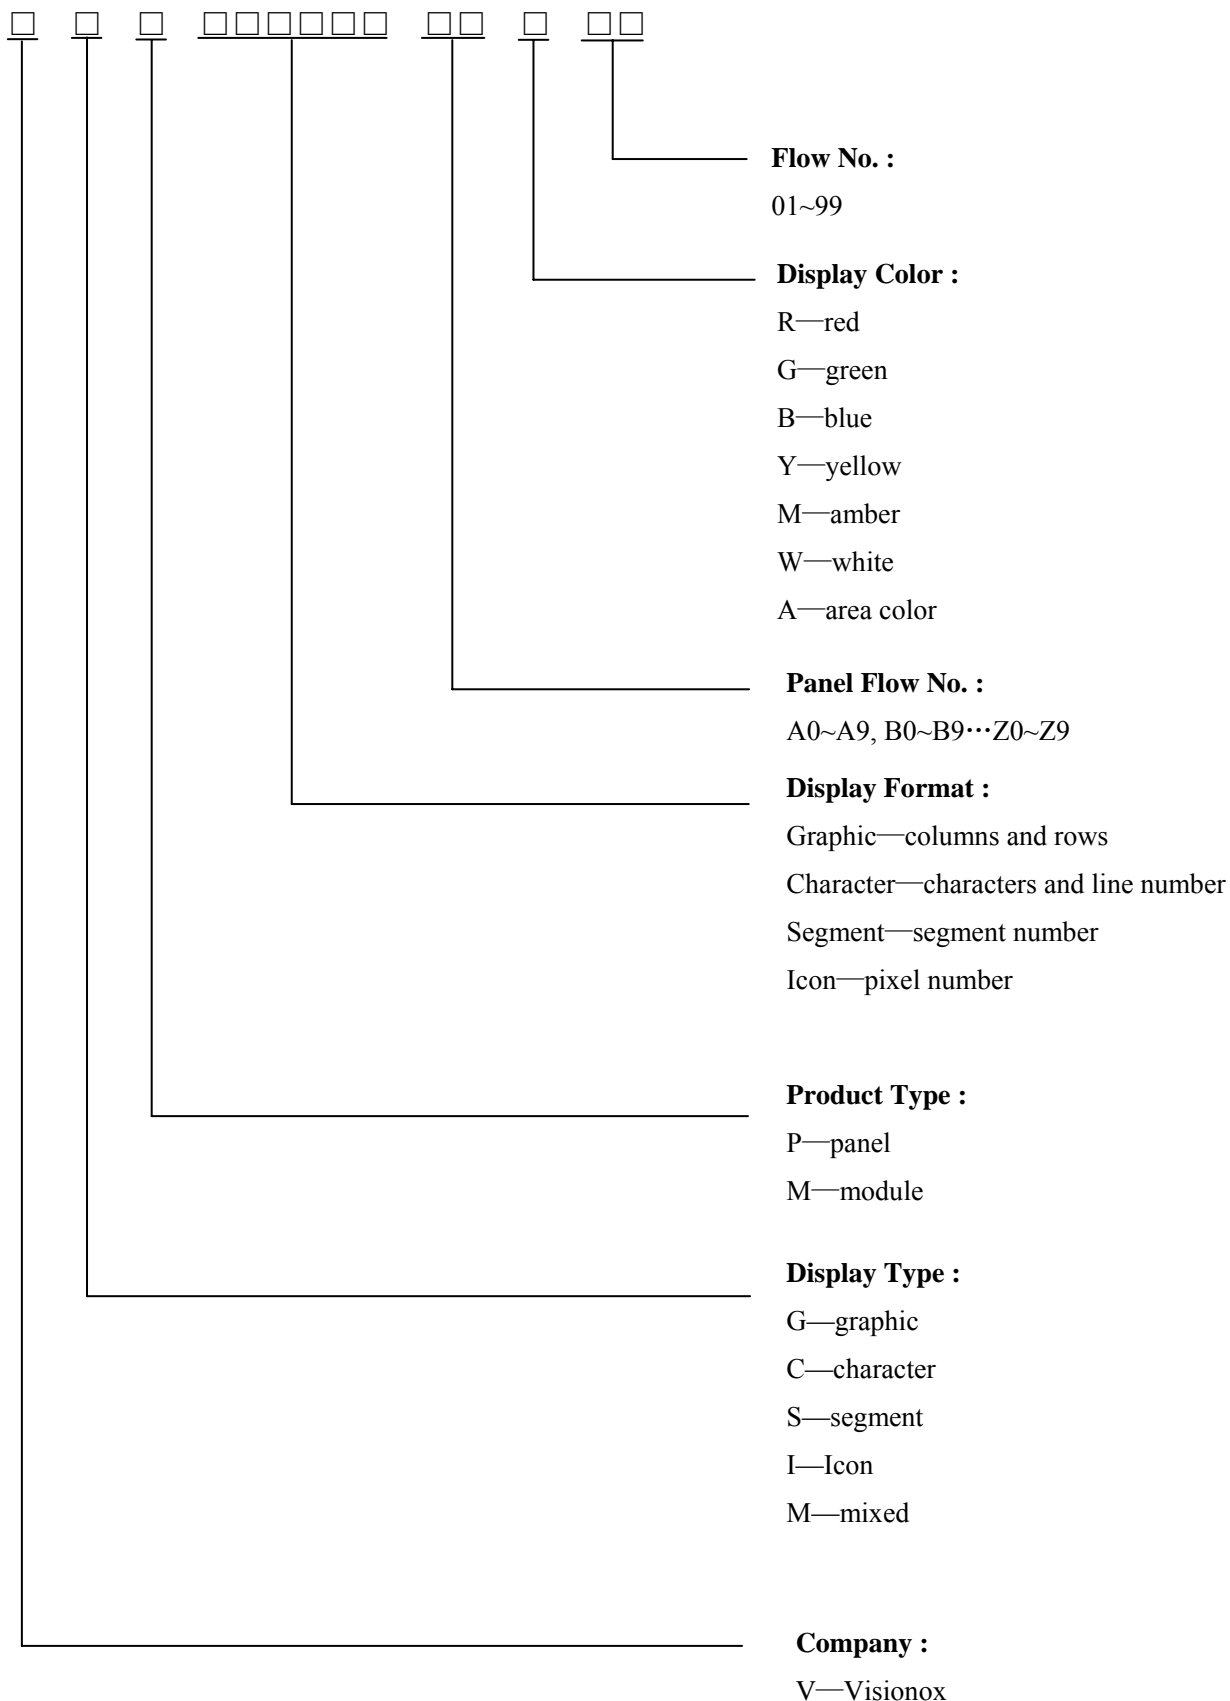 □ □ □ □□□□□□ □□ □ □□
Flow No. :
01~99
Display Color :
R—red
G—green
B—blue
Y—yellow
M—amber
W—white
A—area color
Panel Flow No. :
A0~A9, B0~B9···Z0~Z9
Display Format :
Graphic—columns and rows
Character—characters and line number
Segment—segment number
Icon—pixel number
Product Type :
P—panel
M—module
Display Type :
G—graphic
C—character
S—segment
I—Icon
M—mixed
Company :
V—Visionox